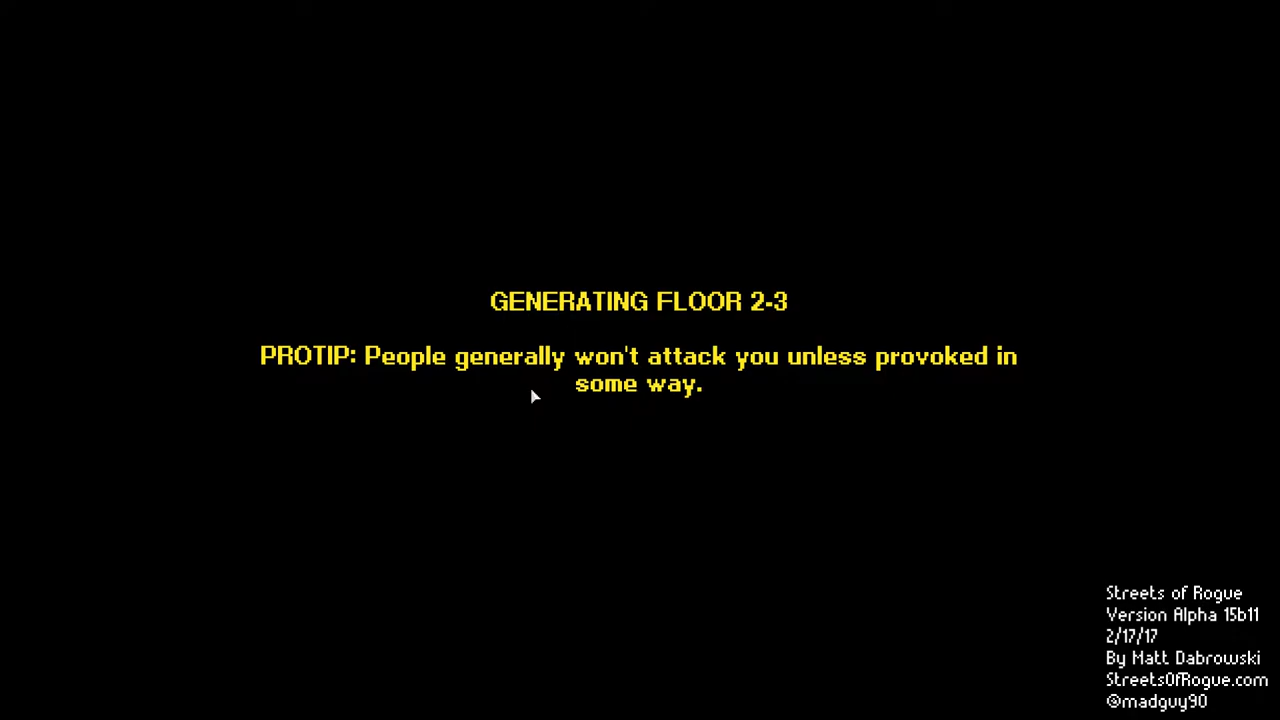 GENERATING FLOOR 2-3
PROTIP: People generally won't attack you unless provoked in
some way.
Streets of Rogue
Version Alpha 15b11
2/17/17
By Matt Dabrowski
StreetsOfRogue.com
@madguy90